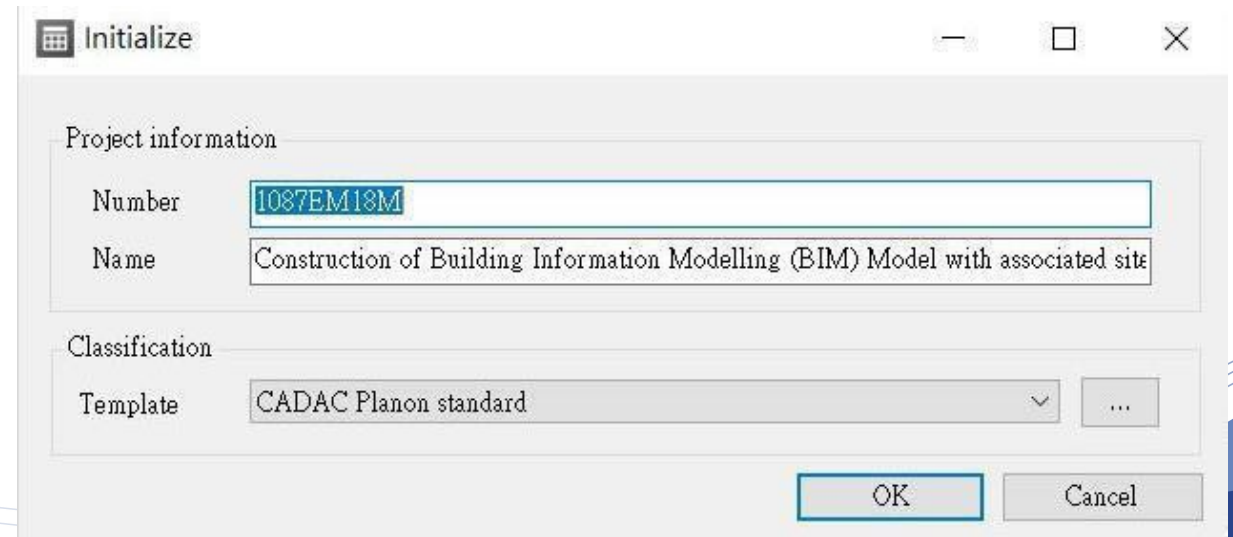 Initialize
Project information
Number 1087EM18M
Name Construction of Building Information Modelling (BIM) Model with associated site
Classification
Template CADAC Planon standard ...
OK Cancel